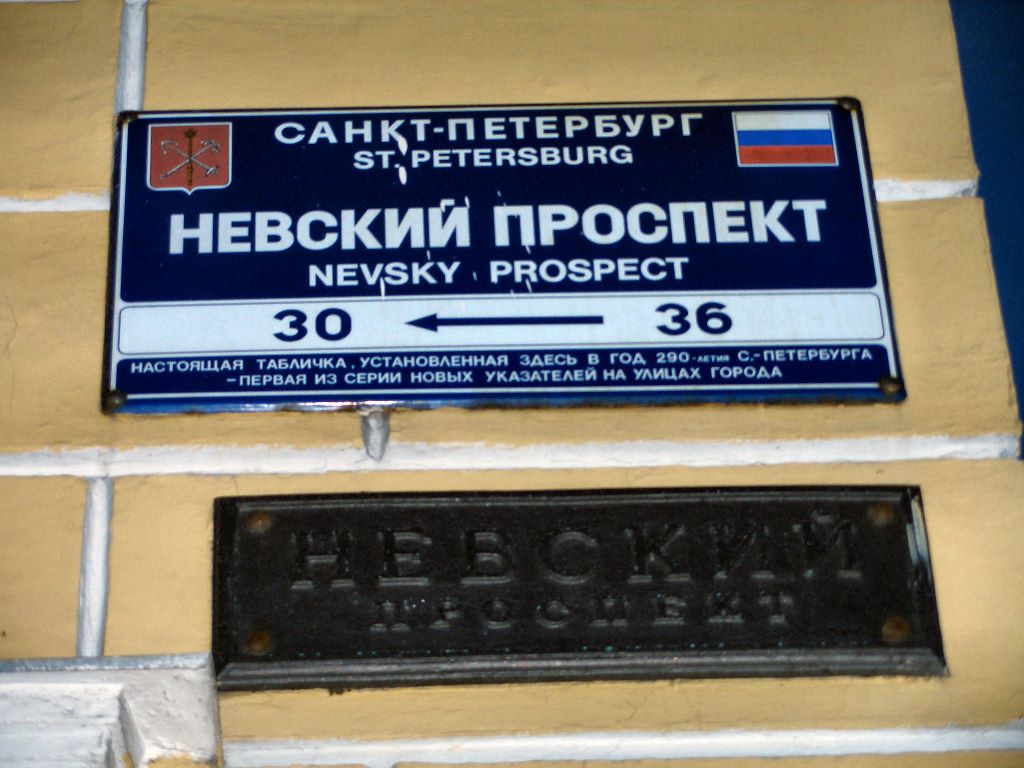 САНКТ-ПЕТЕРБУРГ
ST. PETERSBURG
НЕВСКИЙ ПРОСПЕКТ
NEVSKY PROSPECT
30 ← 36
НАСТОЯЩАЯ ТАБЛИЧКА, УСТАНОВЛЕННАЯ ЗДЕСЬ В ГОД 290-ЛЕТИЯ С.-ПЕТЕРБУРГА
-ПЕРВАЯ ИЗ СЕРИИ НОВЫХ УКАЗАТЕЛЕЙ НА УЛИЦАХ ГОРОДА
НЕВСКИЙ
ПРОСПЕКТ